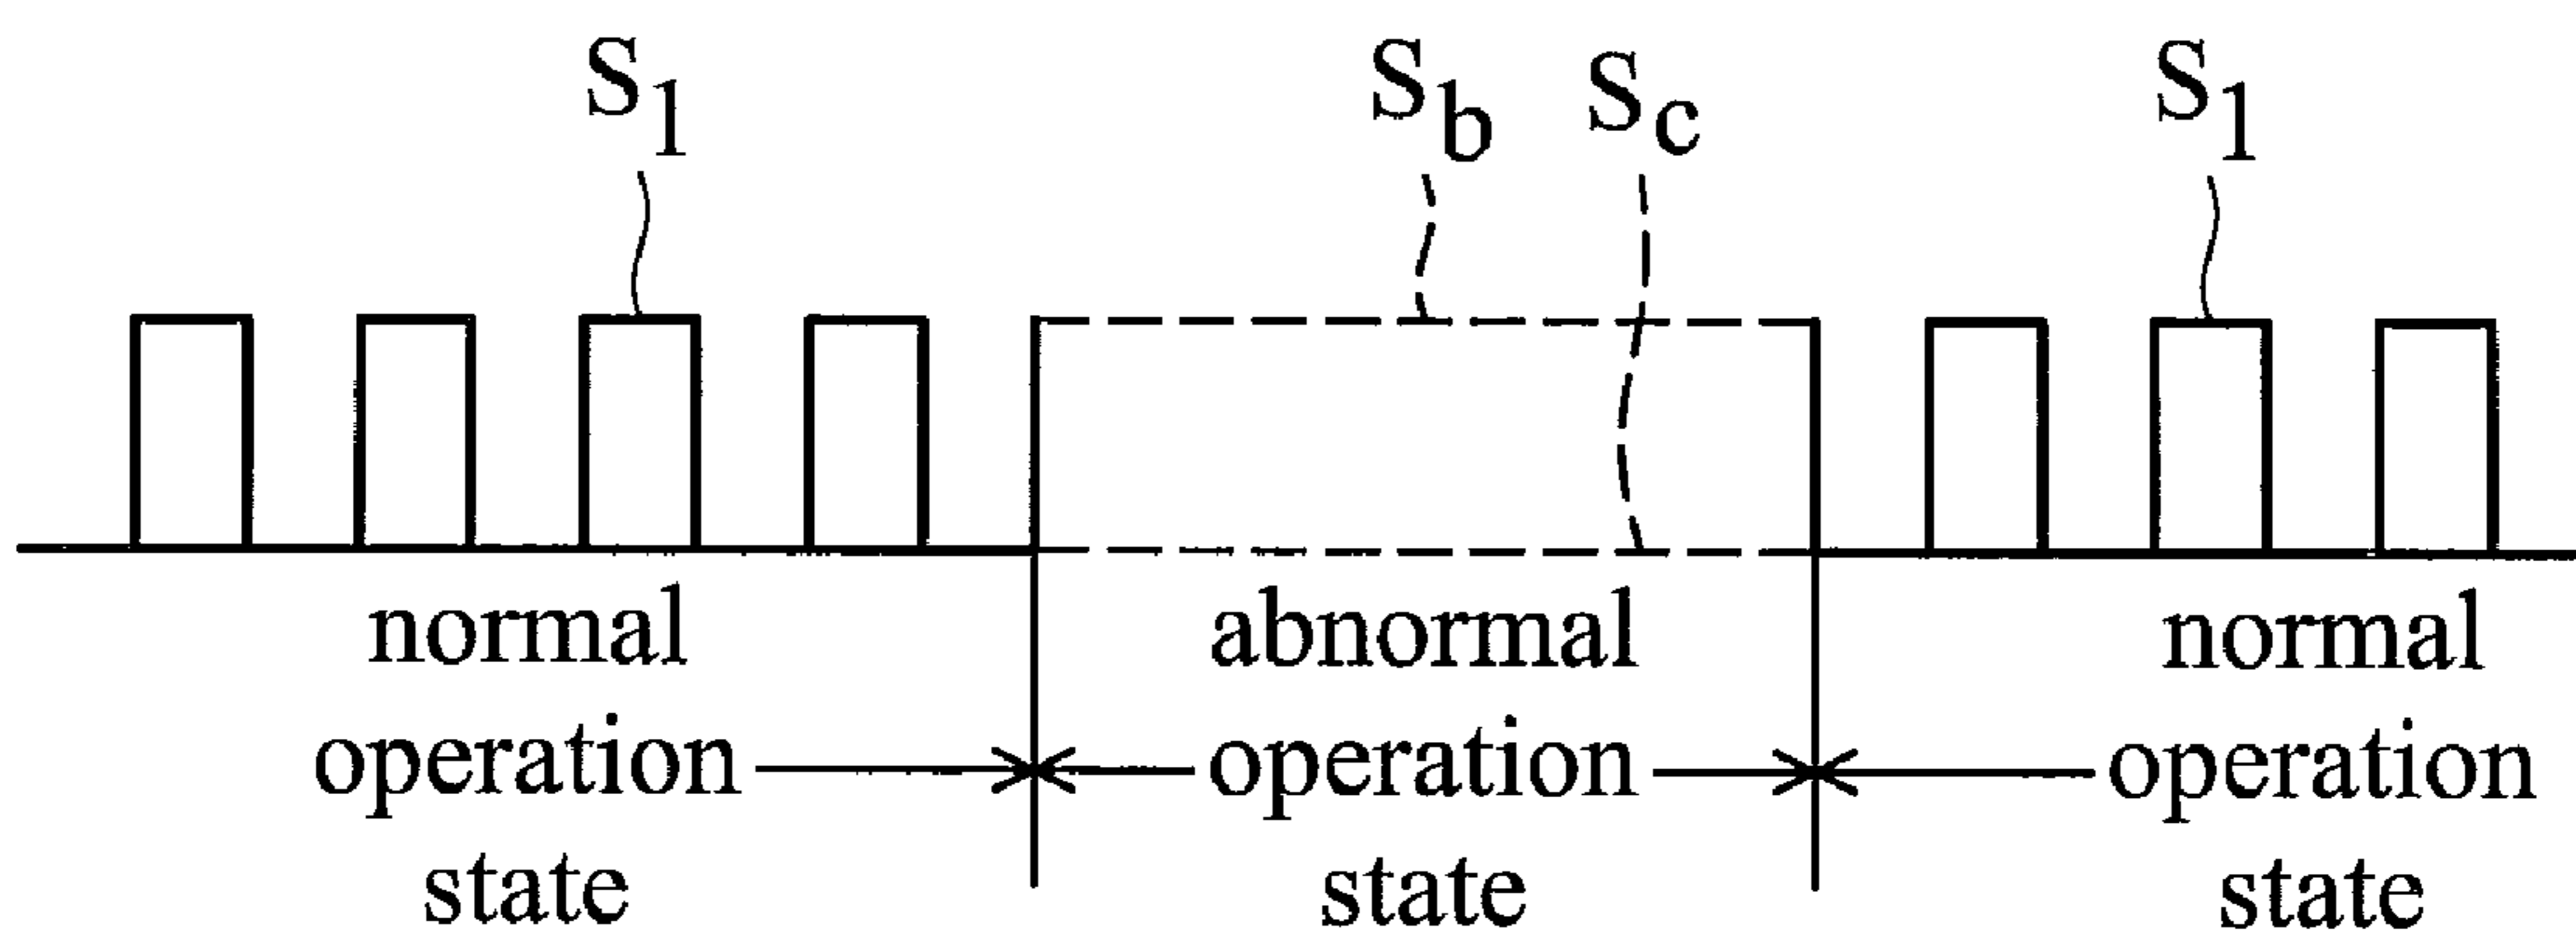 S1
Sb
Sc
S1
normal
operation
state
abnormal
operation
state
normal
operation
state